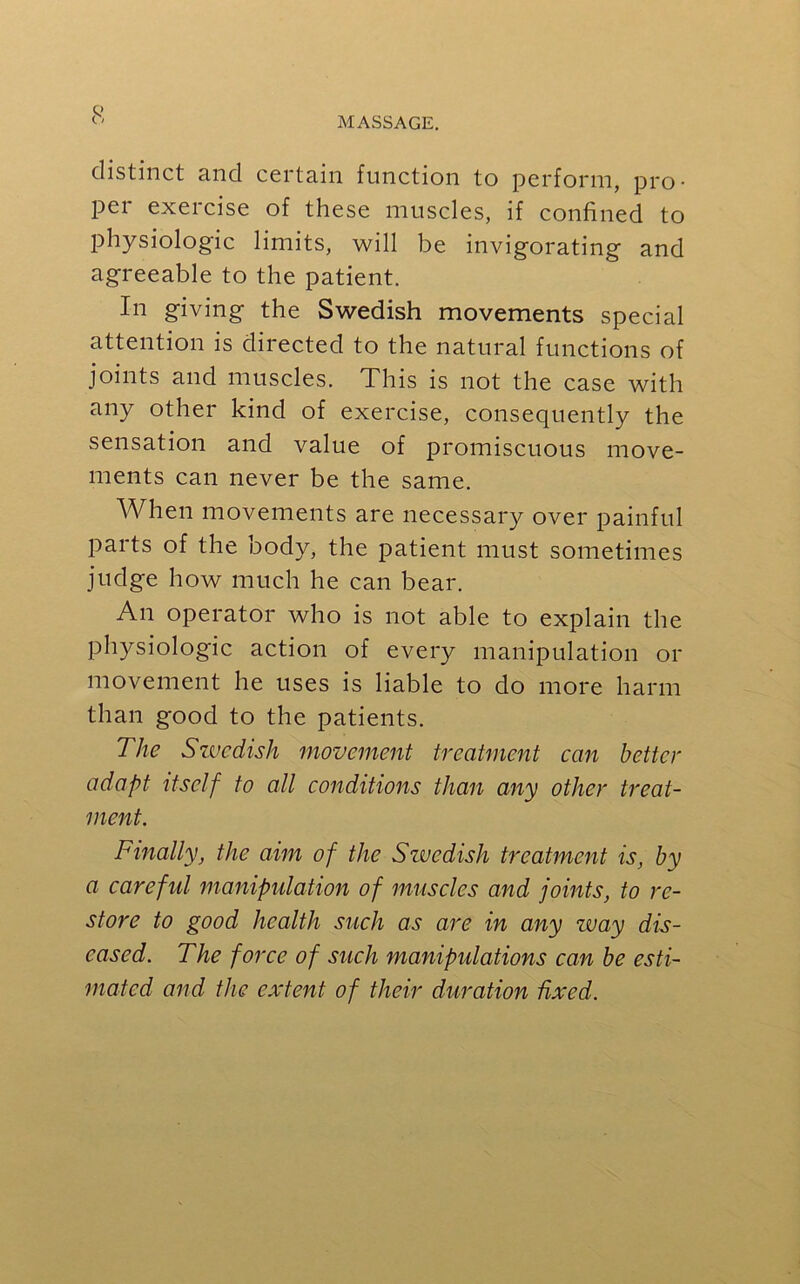 8
MASSAGE.
distinct and certain function to perform, pro-
per exercise of these muscles, if confined to
physiologic limits, will be invigorating and
agreeable to the patient.
In giving the Swedish movements special
attention is directed to the natural functions of
joints and muscles. This is not the case with
any other kind of exercise, consequently the
sensation and value of promiscuous move-
ments can never be the same.
When movements are necessary over painful
parts of the body, the patient must sometimes
judge how much he can bear.
An operator who is not able to explain the
physiologic action of every manipulation or
movement he uses is liable to do more harm
than good to the patients.
The Swedish movement treatment can better
adapt itself to all conditions than any other treat-
ment.
Finally, the aim of the Swedish treatment is, by
a careful manipulation of muscles and joints, to re-
store to good health such as are in any way dis-
eased. The force of such manipulations can be esti-
mated and the extent of their duration fixed.